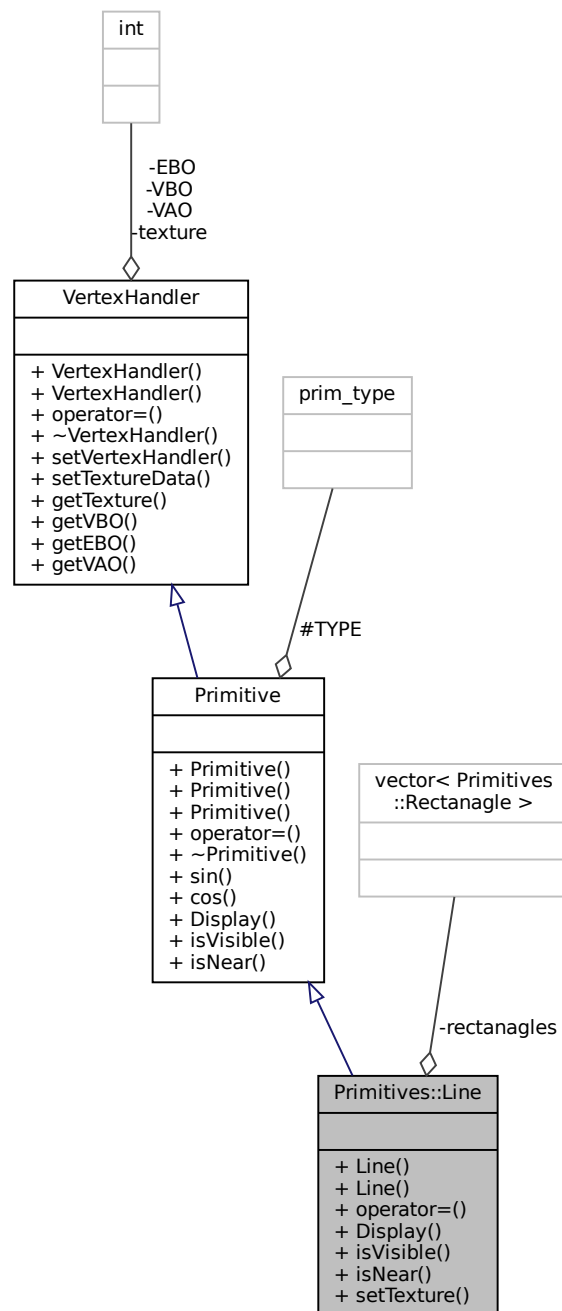 int
-EBO
-VBO
-VAO
-texture
VertexHandler
+ VertexHandler()
+ VertexHandler()
+ operator=()
+ ~VertexHandler()
+ setVertexHandler()
+ setTextureData()
+ getTexture()
+ getVBO()
+ getEBO()
+ getVAO()
prim_type
#TYPE
Primitive
+ Primitive()
+ Primitive()
+ Primitive()
+ operator=()
+ ~Primitive()
+ sin()
+ cos()
+ Display()
+ isVisible()
+ isNear()
vector< Primitives
::Rectanagle >
-rectanagles
Primitives::Line
+ Line()
+ Line()
+ operator=()
+ Display()
+ isVisible()
+ isNear()
+ setTexture()